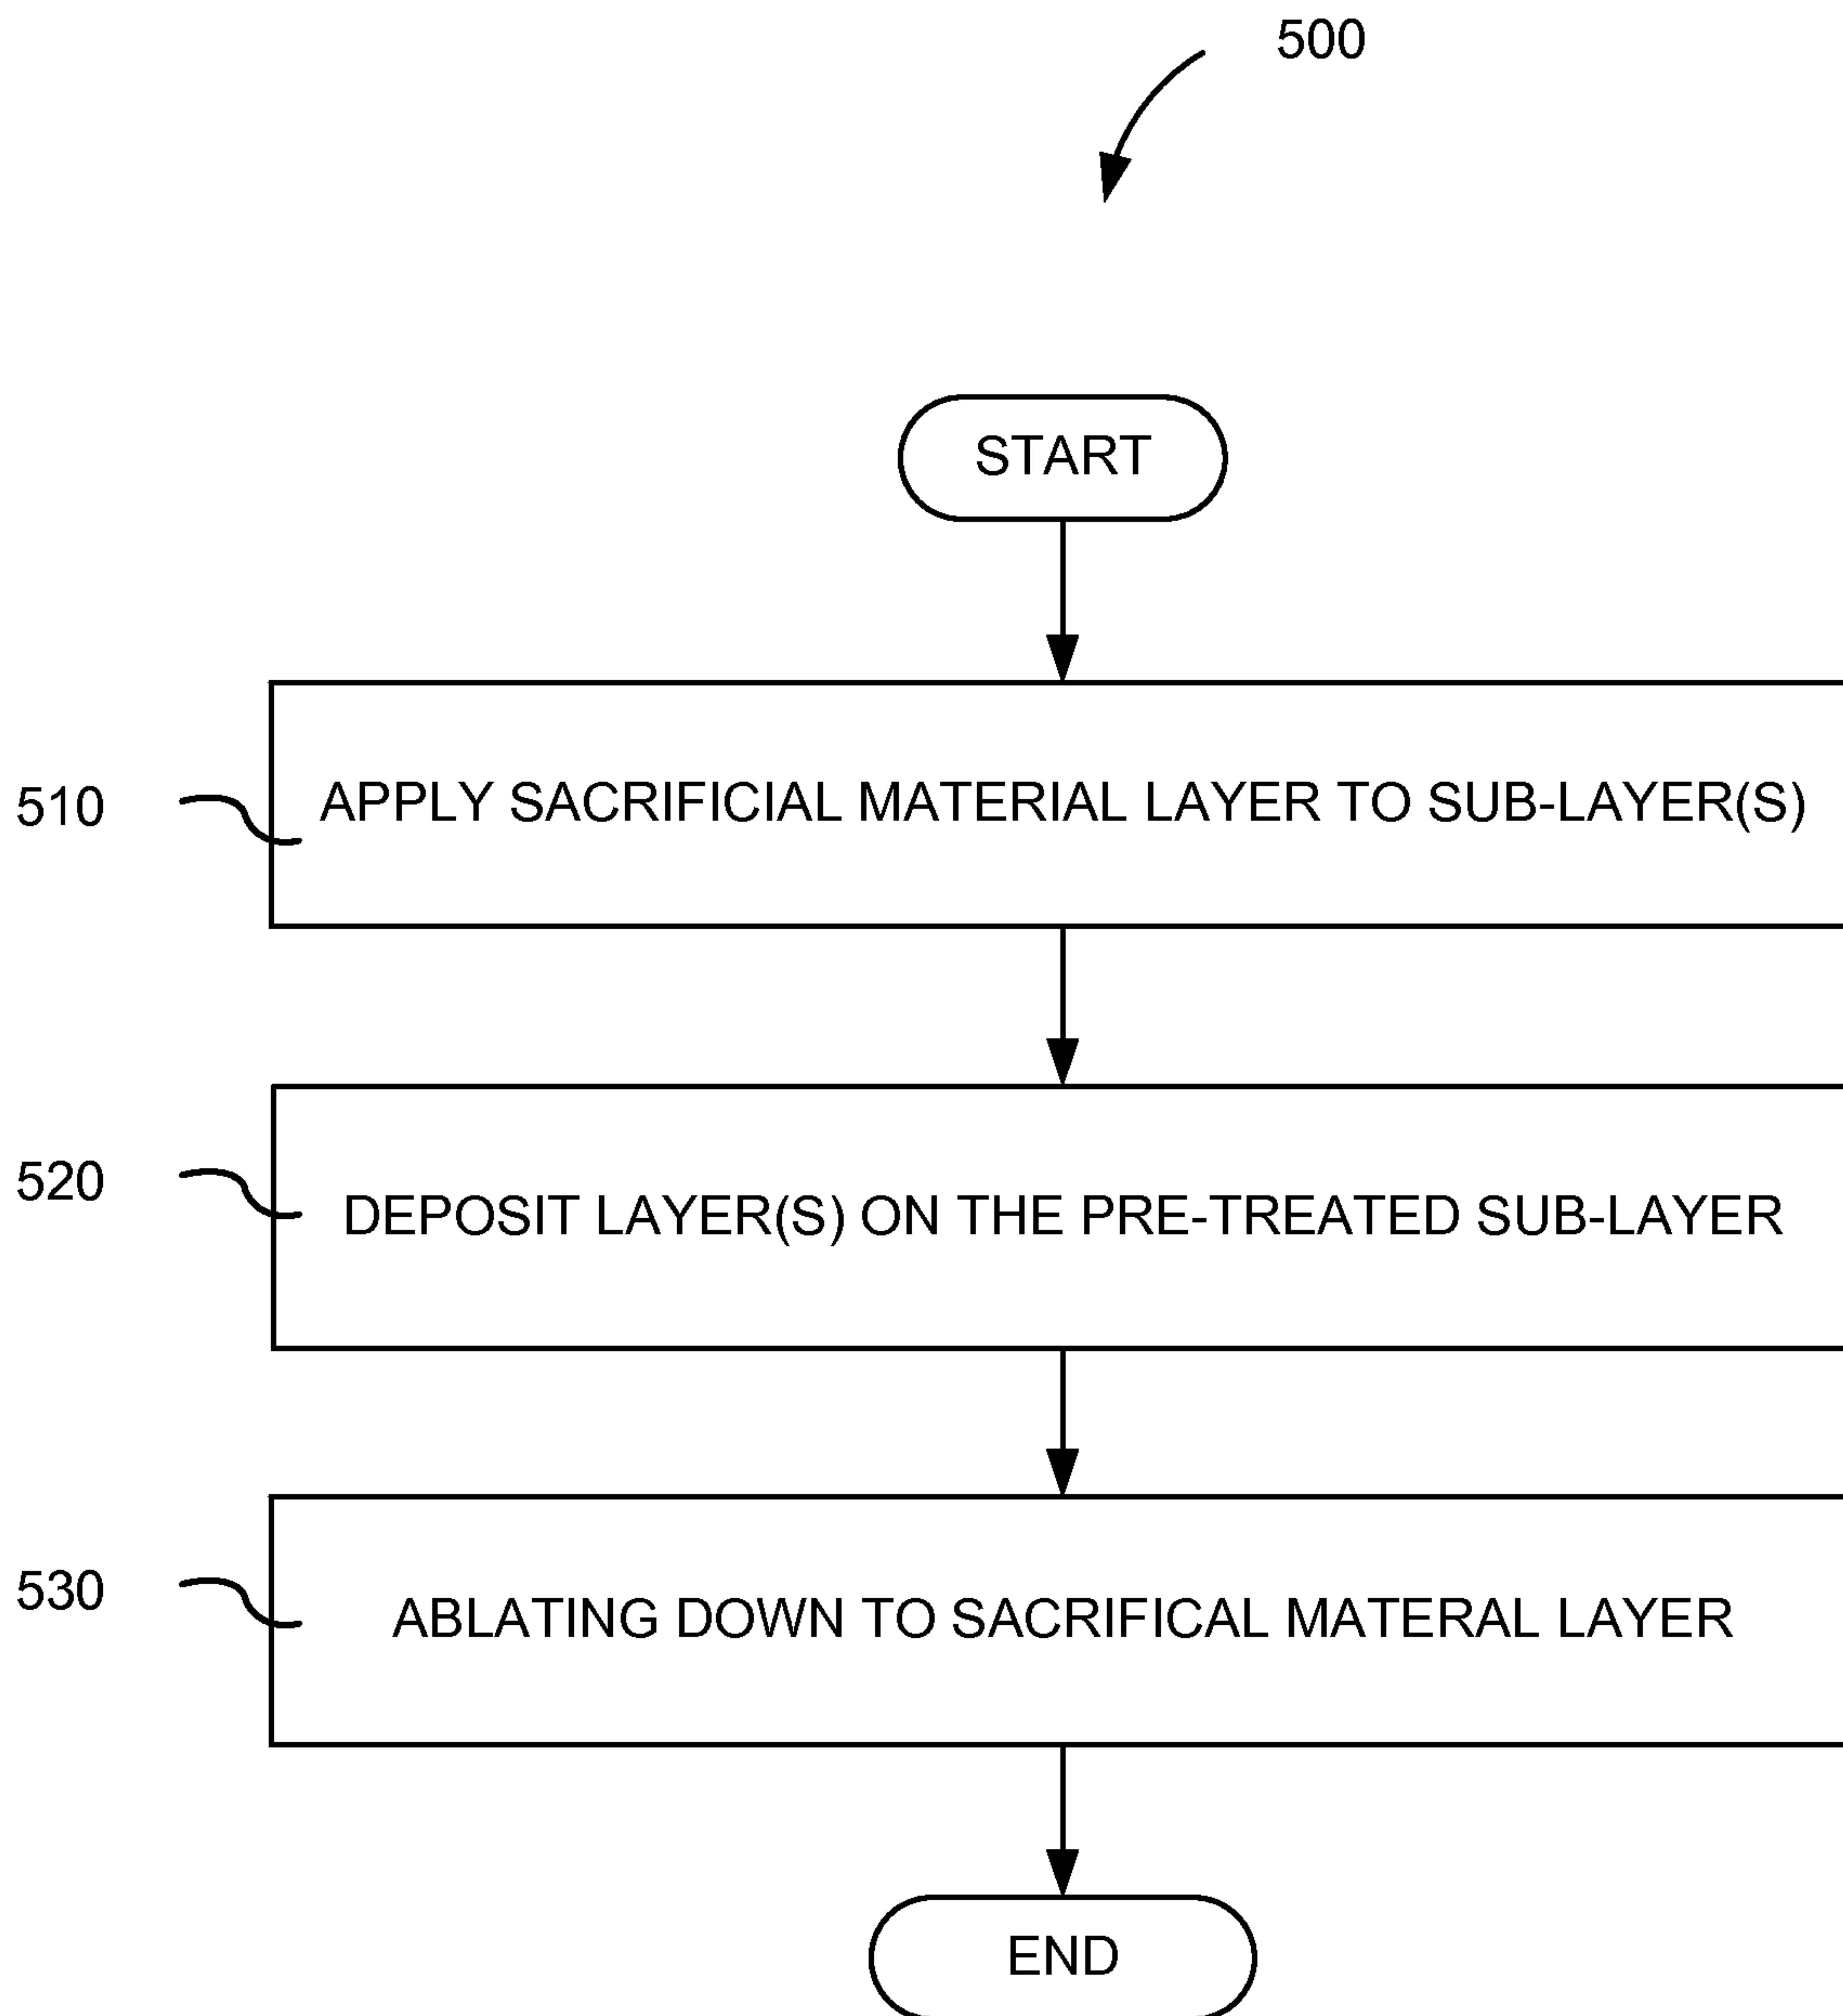 500
START
510
APPLY SACRIFICIAL MATERIAL LAYER TO SUB-LAYER(S)
520
DEPOSIT LAYER(S) ON THE PRE-TREATED SUB-LAYER
530
ABLATING DOWN TO SACRIFICAL MATERAL LAYER
END